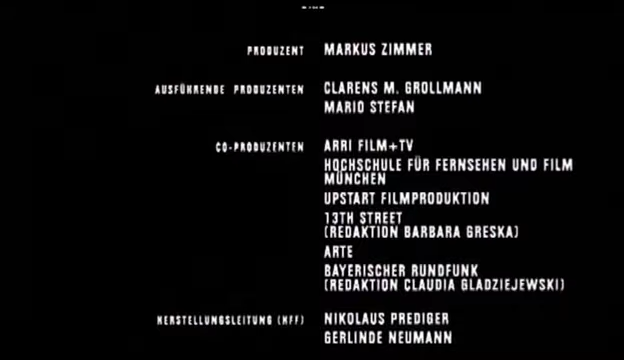 PRODUZENT MARKUS ZIMMER
AUSFÜHRENDE PRODUZENTEN CLARENS M. GROLLMANN
MARIO STEFAN
CO-PRODUZENTEN ARRI FILM+TV
HOCHSCHULE FÜR FERNSEHEN UND FILM
MÜNCHEN
UPSTART FILMPRODUKTION
13TH STREET
(REDAKTION BARBARA GRESKA)
ARTE
BAYERISCHER RUNDFUNK
(REDAKTION CLAUDIA GLADZIEJEWSKI)
HERSTELLUNGSLEITUNG (HFF) NIKOLAUS PREDIGER
GERLINDE NEUMANN